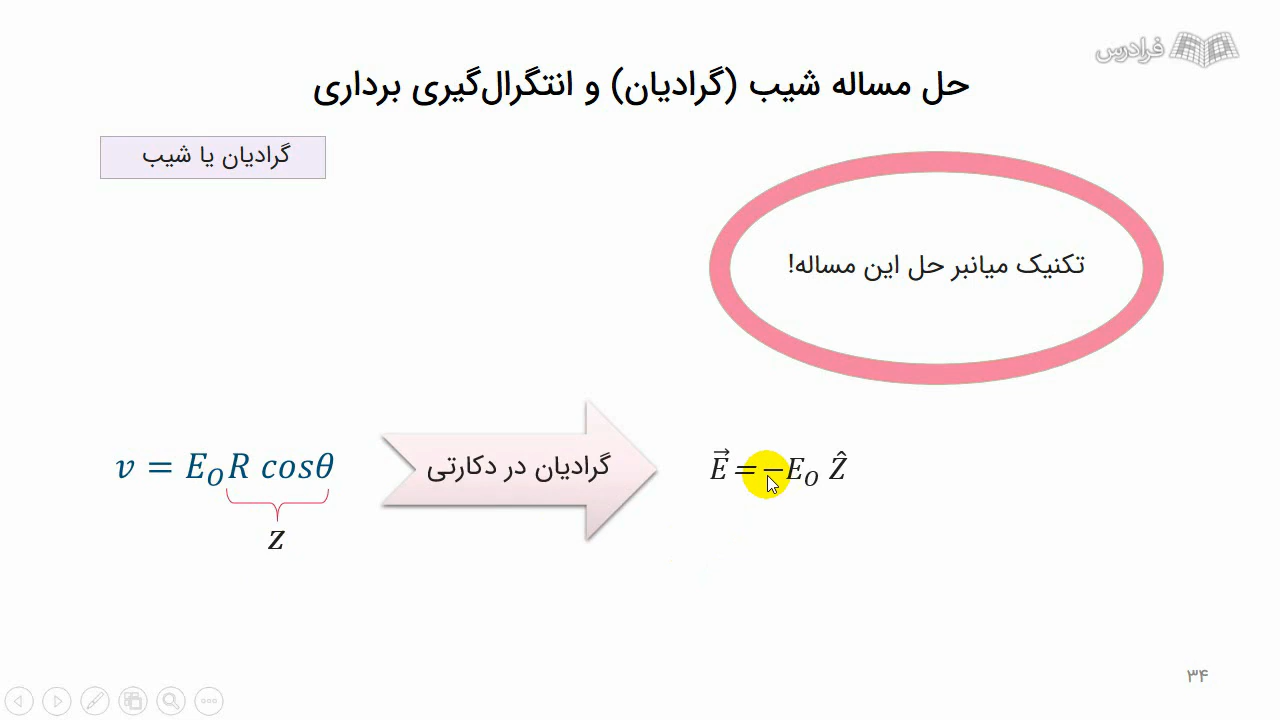 فرادرس
حل مساله شیب (گرادیان) و انتگرال‌گیری برداری
گرادیان یا شیب
تکنیک میانبر حل این مساله!
v = E_O R cosθ
z
گرادیان در دکارتی
E⃗ = −E_O Ẑ
۳۴